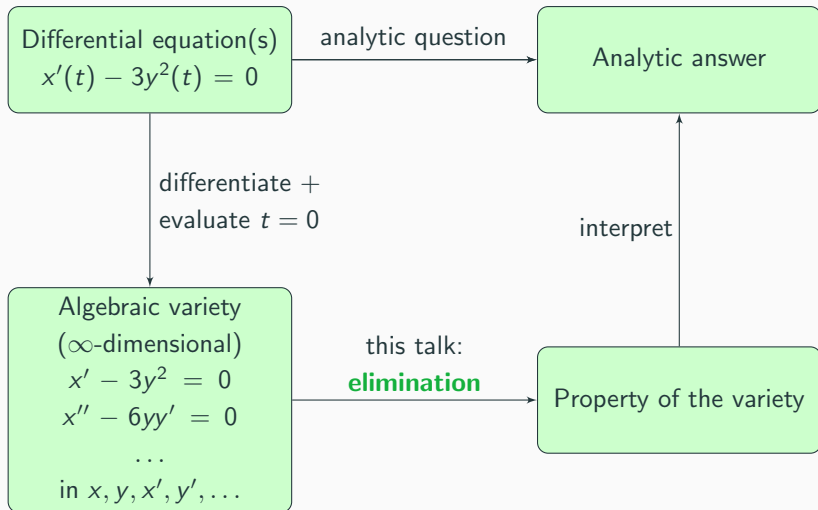 Differential equation(s)
x′(t) − 3y²(t) = 0
analytic question
Analytic answer
differentiate +
evaluate t = 0
interpret
Algebraic variety
(∞-dimensional)
x′ − 3y² = 0
x″ − 6yy′ = 0
...
in x, y, x′, y′, ...
this talk:
elimination
Property of the variety